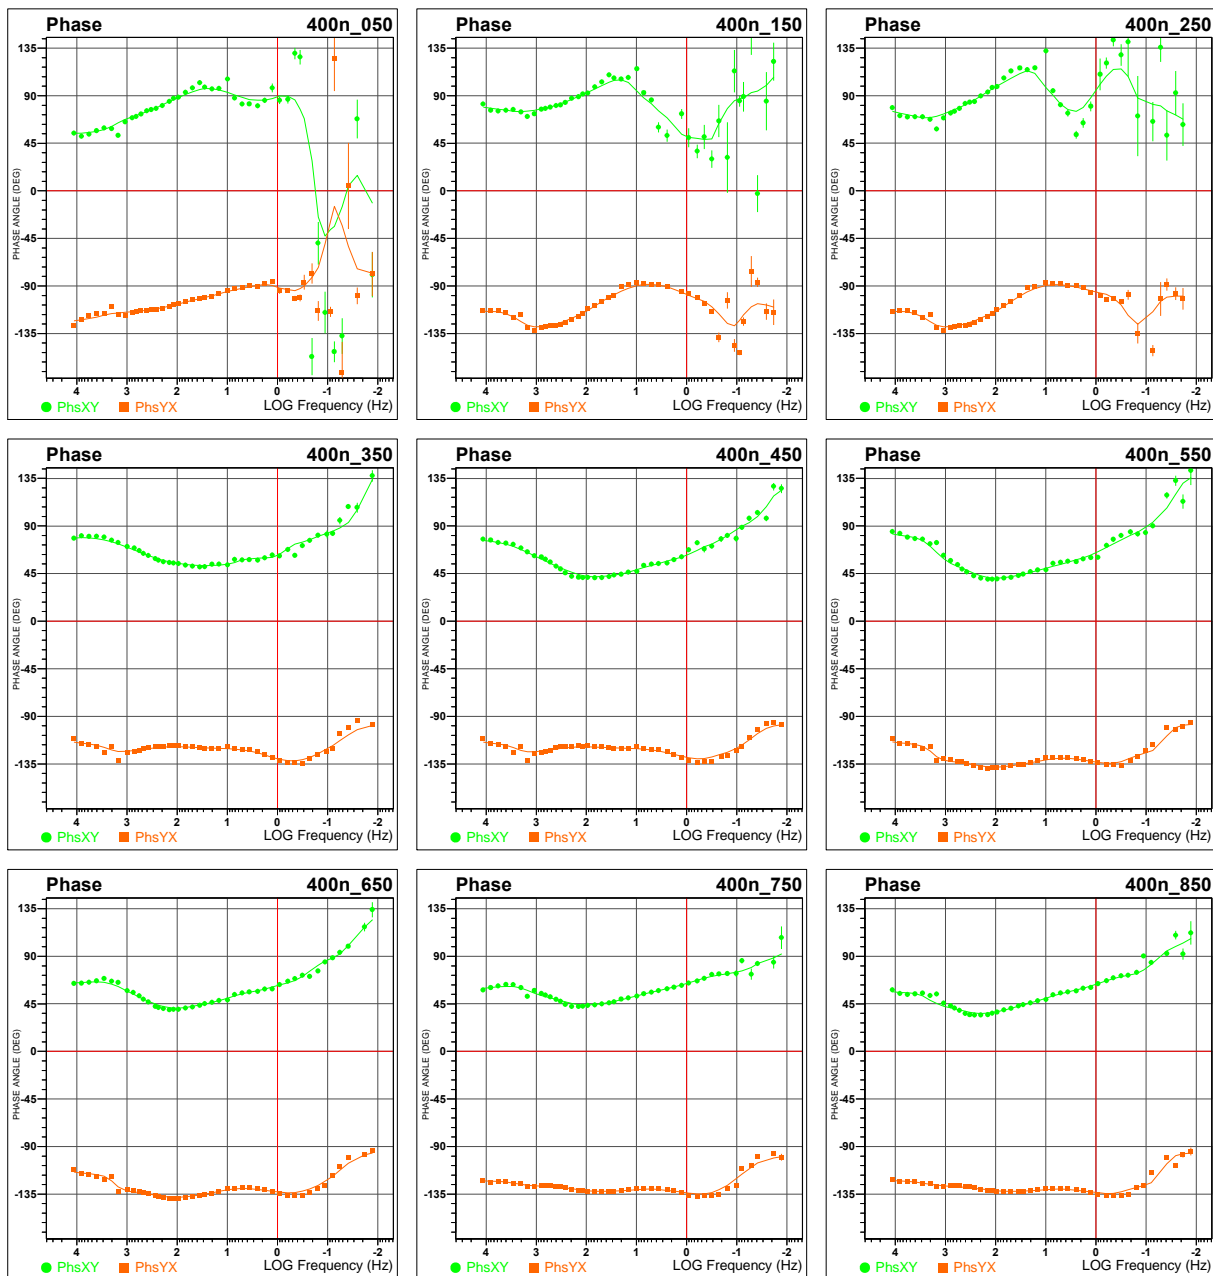 Phase 400n_050
135
90
45
0
-45
-90
-135
PHASE ANGLE (DEG)
4 3 2 1 0 -1 -2
PhsXY PhsYX LOG Frequency (Hz)
Phase 400n_150
135
90
45
0
-45
-90
-135
PHASE ANGLE (DEG)
4 3 2 1 0 -1 -2
PhsXY PhsYX LOG Frequency (Hz)
Phase 400n_250
135
90
45
0
-45
-90
-135
PHASE ANGLE (DEG)
4 3 2 1 0 -1 -2
PhsXY PhsYX LOG Frequency (Hz)
Phase 400n_350
135
90
45
0
-45
-90
-135
PHASE ANGLE (DEG)
4 3 2 1 0 -1 -2
PhsXY PhsYX LOG Frequency (Hz)
Phase 400n_450
135
90
45
0
-45
-90
-135
PHASE ANGLE (DEG)
4 3 2 1 0 -1 -2
PhsXY PhsYX LOG Frequency (Hz)
Phase 400n_550
135
90
45
0
-45
-90
-135
PHASE ANGLE (DEG)
4 3 2 1 0 -1 -2
PhsXY PhsYX LOG Frequency (Hz)
Phase 400n_650
135
90
45
0
-45
-90
-135
PHASE ANGLE (DEG)
4 3 2 1 0 -1 -2
PhsXY PhsYX LOG Frequency (Hz)
Phase 400n_750
135
90
45
0
-45
-90
-135
PHASE ANGLE (DEG)
4 3 2 1 0 -1 -2
PhsXY PhsYX LOG Frequency (Hz)
Phase 400n_850
135
90
45
0
-45
-90
-135
PHASE ANGLE (DEG)
4 3 2 1 0 -1 -2
PhsXY PhsYX LOG Frequency (Hz)